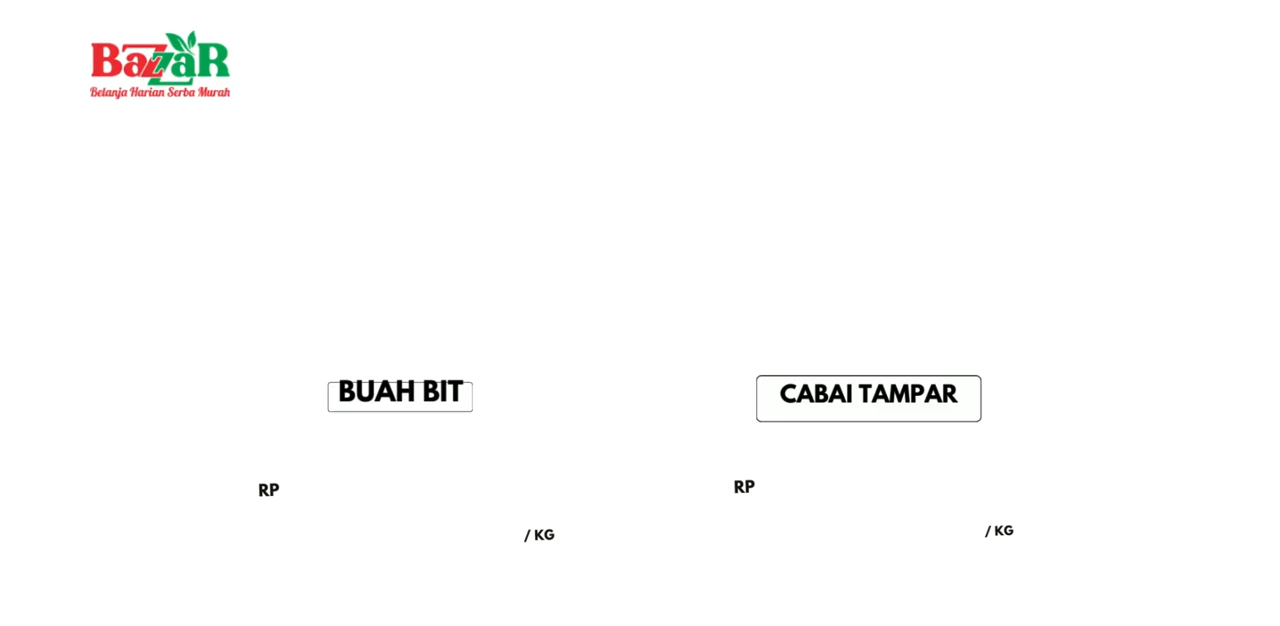 BaZZaR
Belanja Harian Serba Murah
BUAH BIT
CABAI TAMPAR
RP
RP
/ KG
/ KG